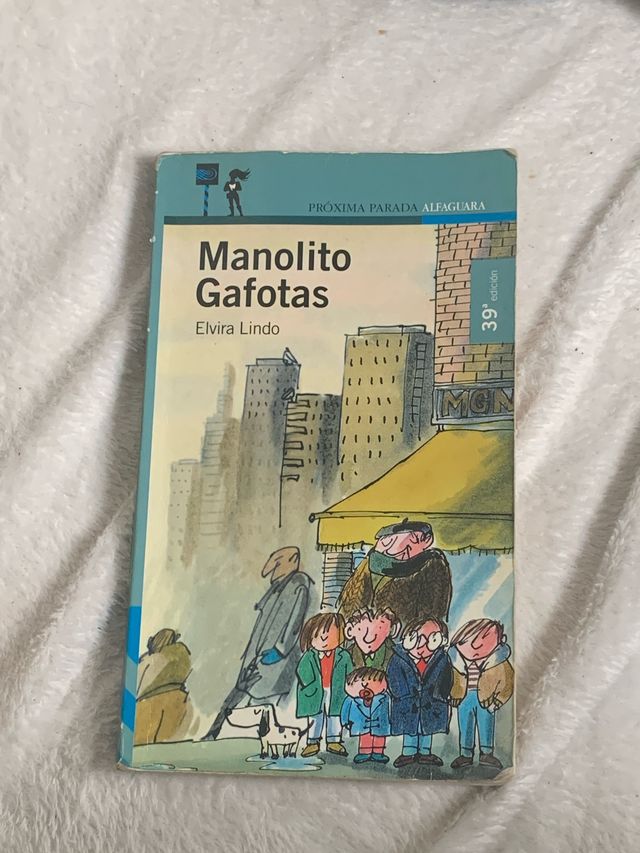 PRÓXIMA PARADA ALFAGUARA
Manolito
Gafotas
Elvira Lindo
39ª edición
MGM